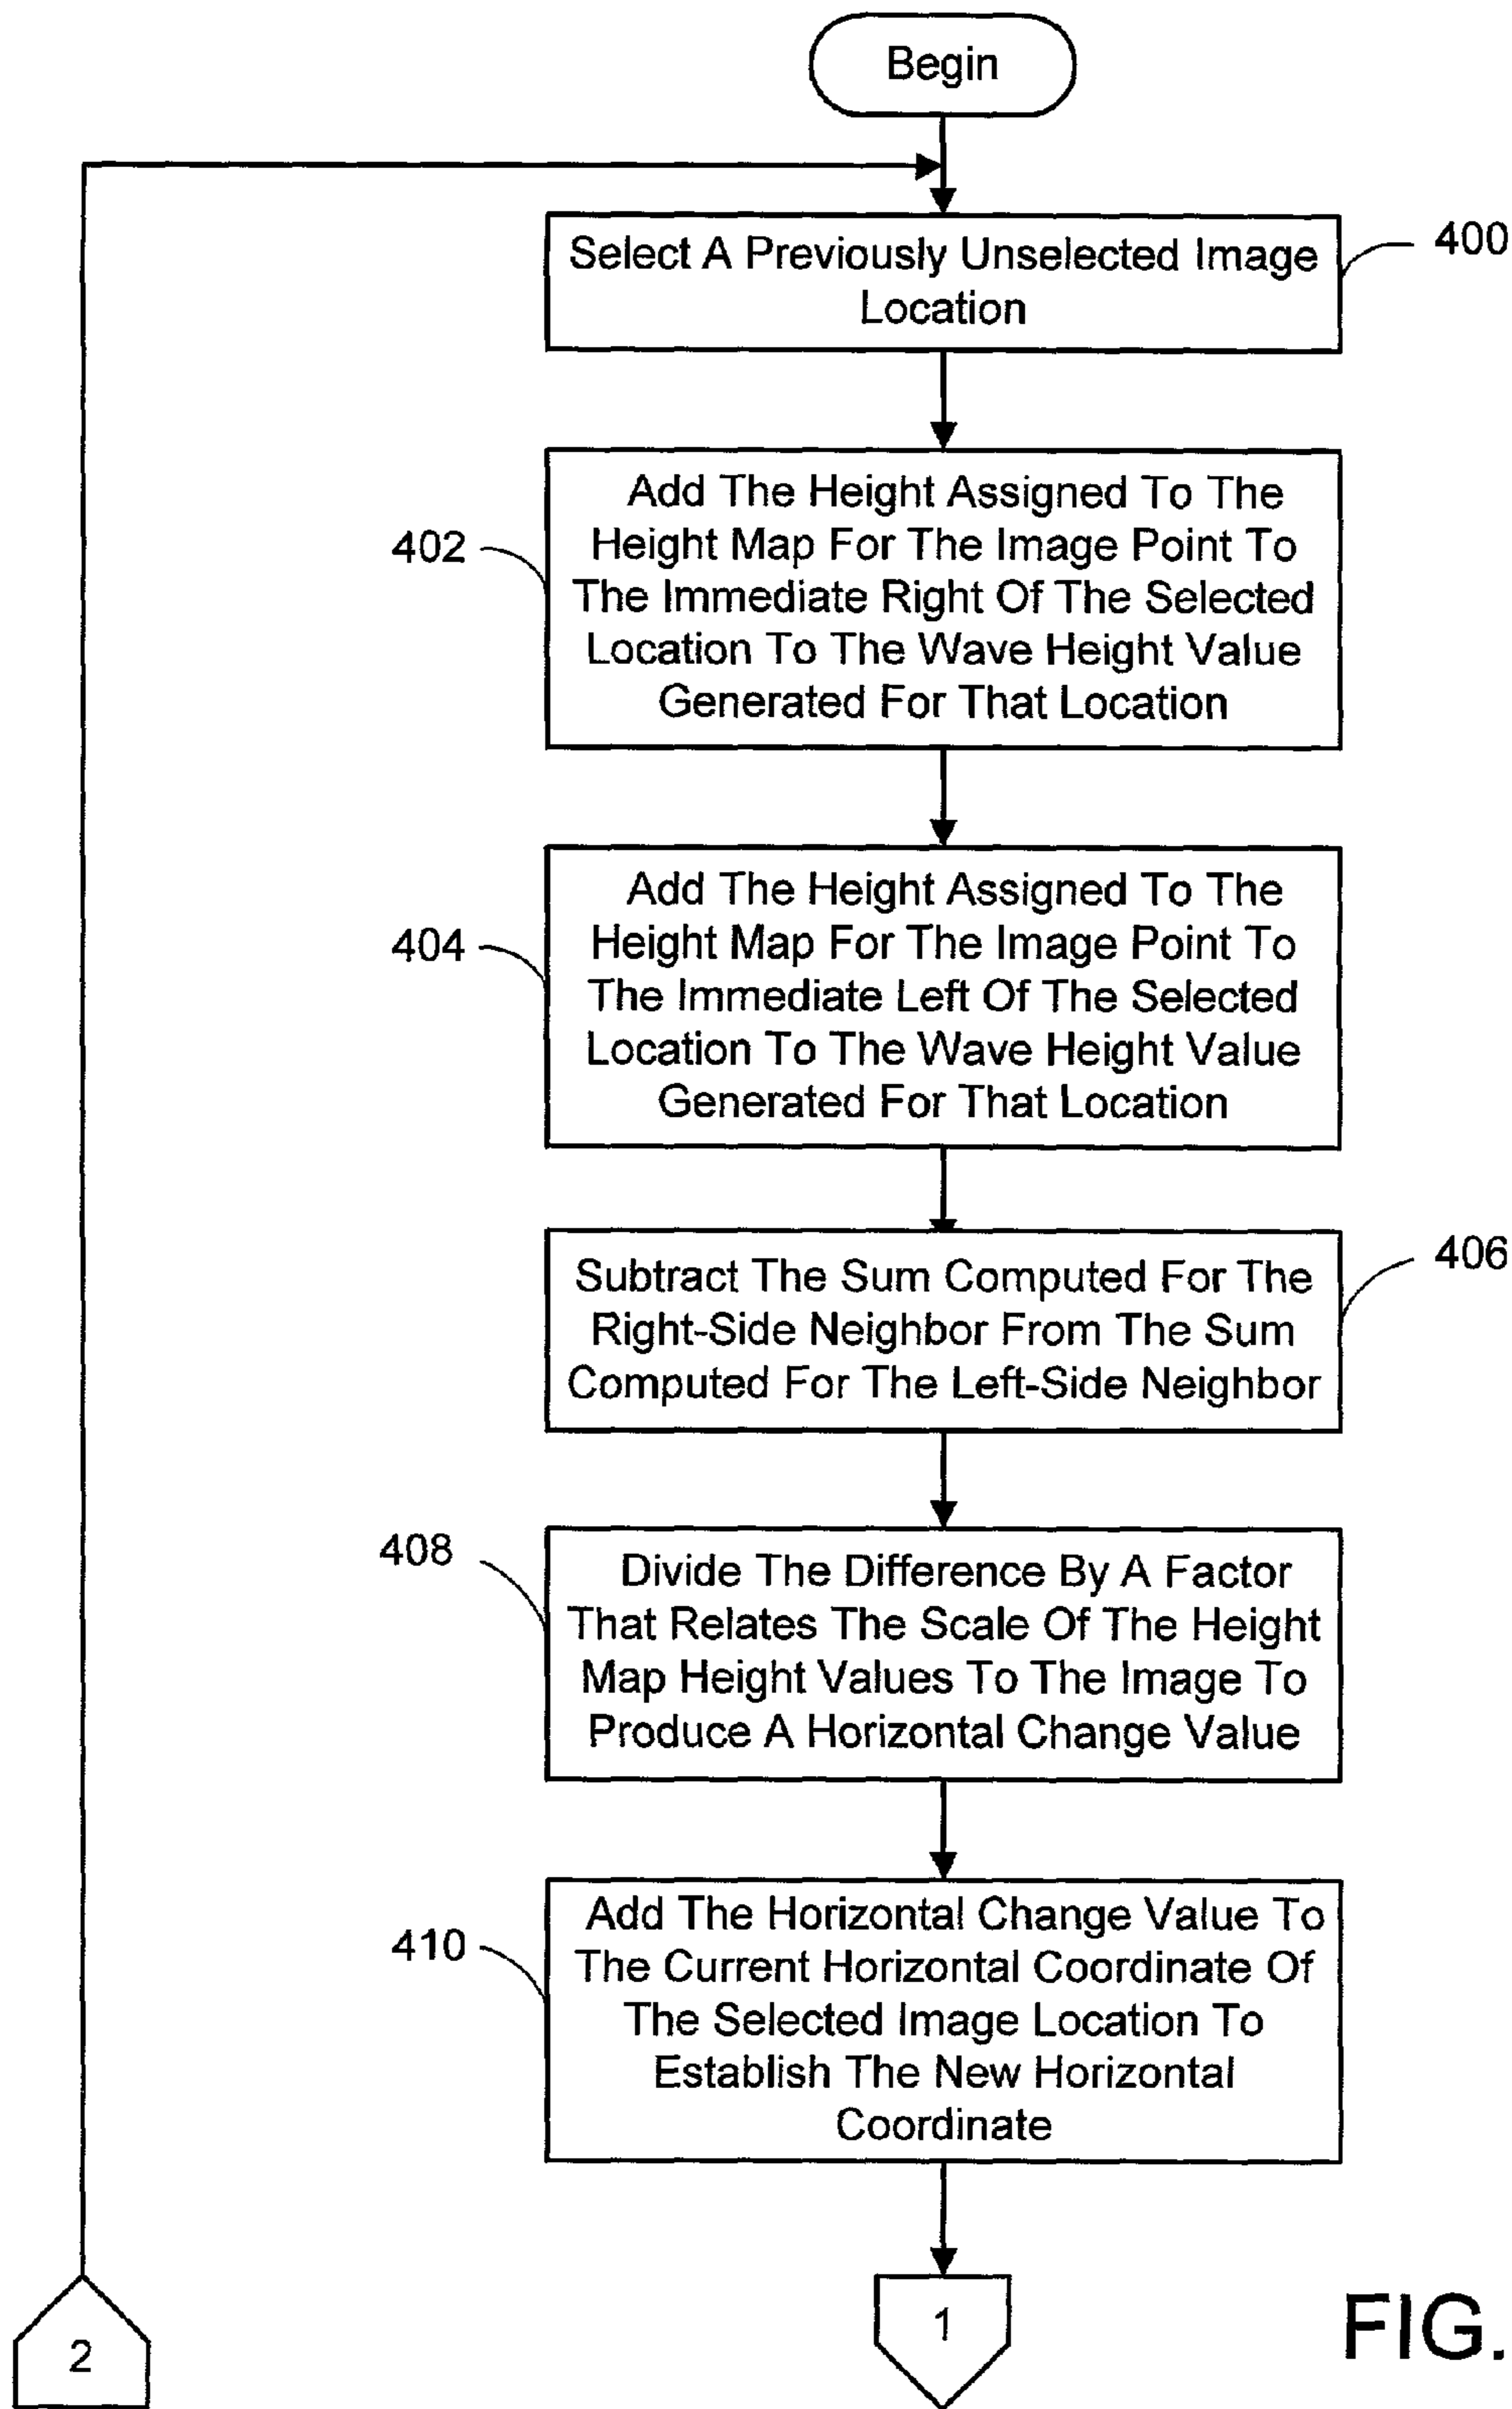 Begin
Select A Previously Unselected Image
Location
400
Add The Height Assigned To The
Height Map For The Image Point To
The Immediate Right Of The Selected
Location To The Wave Height Value
Generated For That Location
402
Add The Height Assigned To The
Height Map For The Image Point To
The Immediate Left Of The Selected
Location To The Wave Height Value
Generated For That Location
404
Subtract The Sum Computed For The
Right-Side Neighbor From The Sum
Computed For The Left-Side Neighbor
406
Divide The Difference By A Factor
That Relates The Scale Of The Height
Map Height Values To The Image To
Produce A Horizontal Change Value
408
Add The Horizontal Change Value To
The Current Horizontal Coordinate Of
The Selected Image Location To
Establish The New Horizontal
Coordinate
410
2
1
FIG.